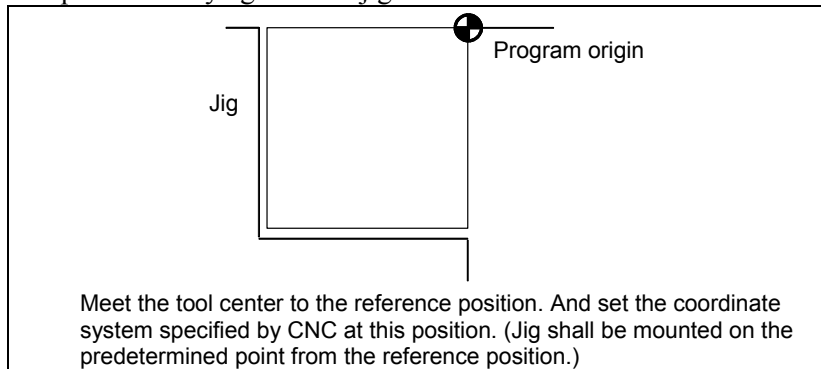 Program origin
Jig
Meet the tool center to the reference position. And set the coordinate
system specified by CNC at this position. (Jig shall be mounted on the
predetermined point from the reference position.)